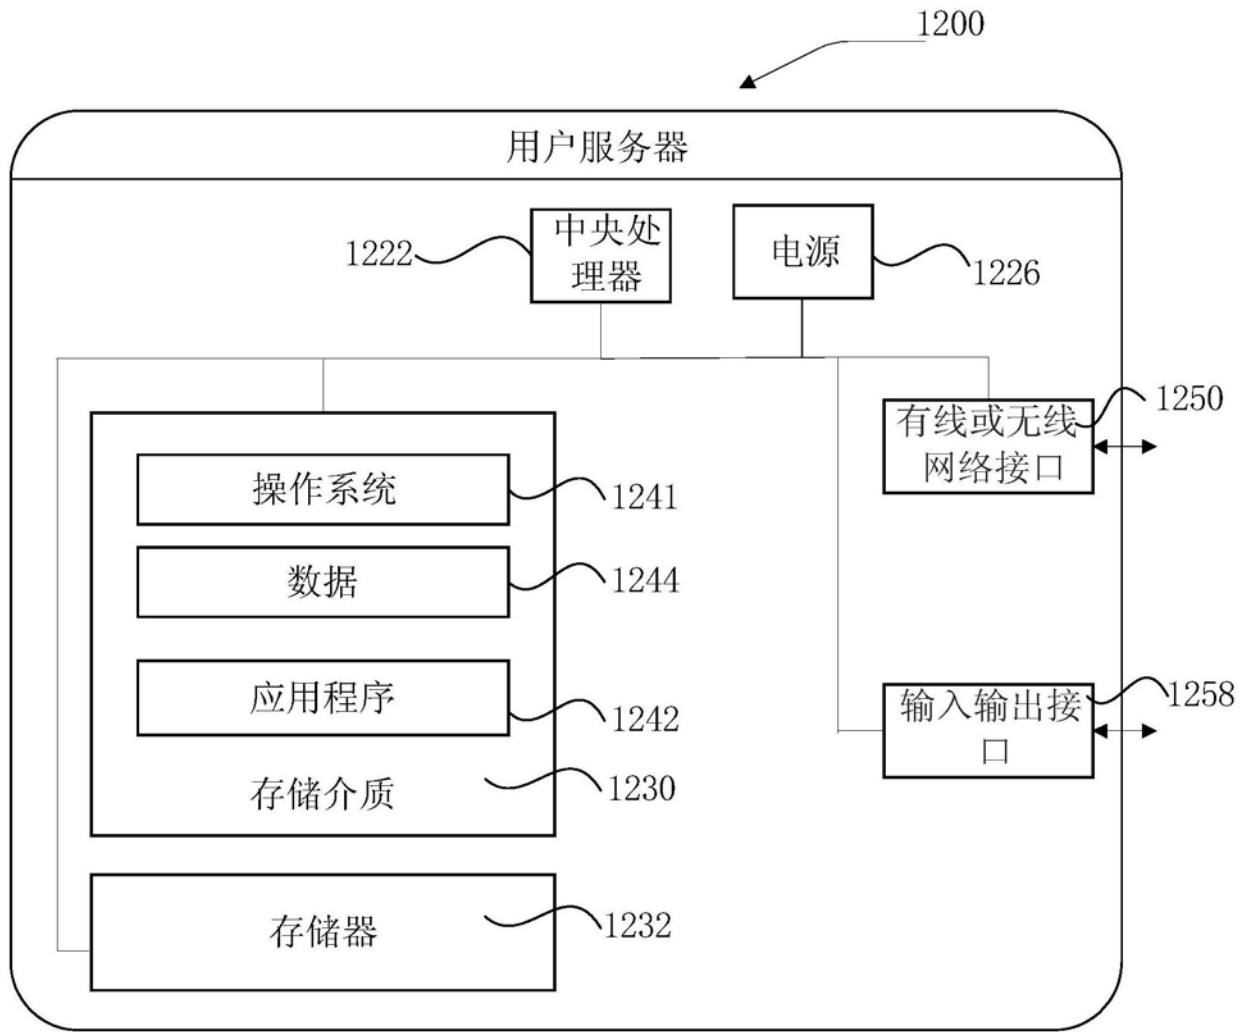 1200
用户服务器
1222
中央处
理器
电源
1226
有线或无线
网络接口
1250
操作系统
1241
数据
1244
应用程序
1242
存储介质
1230
输入输出接
口
1258
存储器
1232